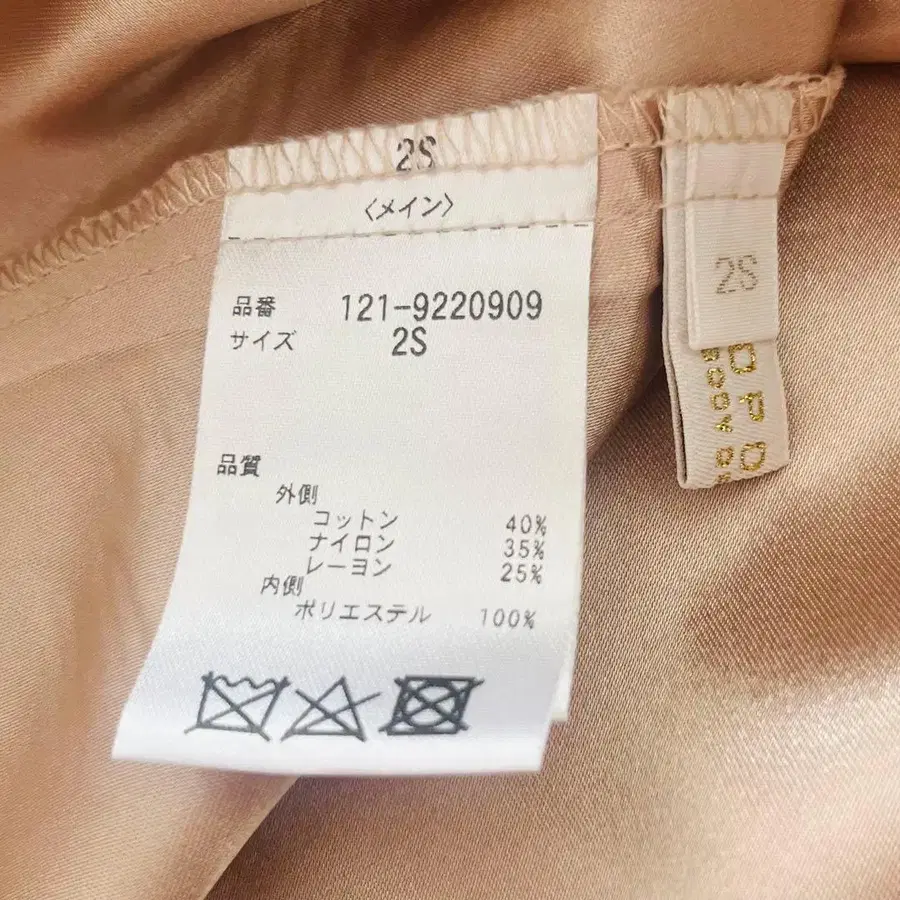 2S
〈メイン〉
品番 121-9220909
サイズ 2S
品質
外側
コットン 40%
ナイロン 35%
レーヨン 25%
内側
ポリエステル 100%
2S